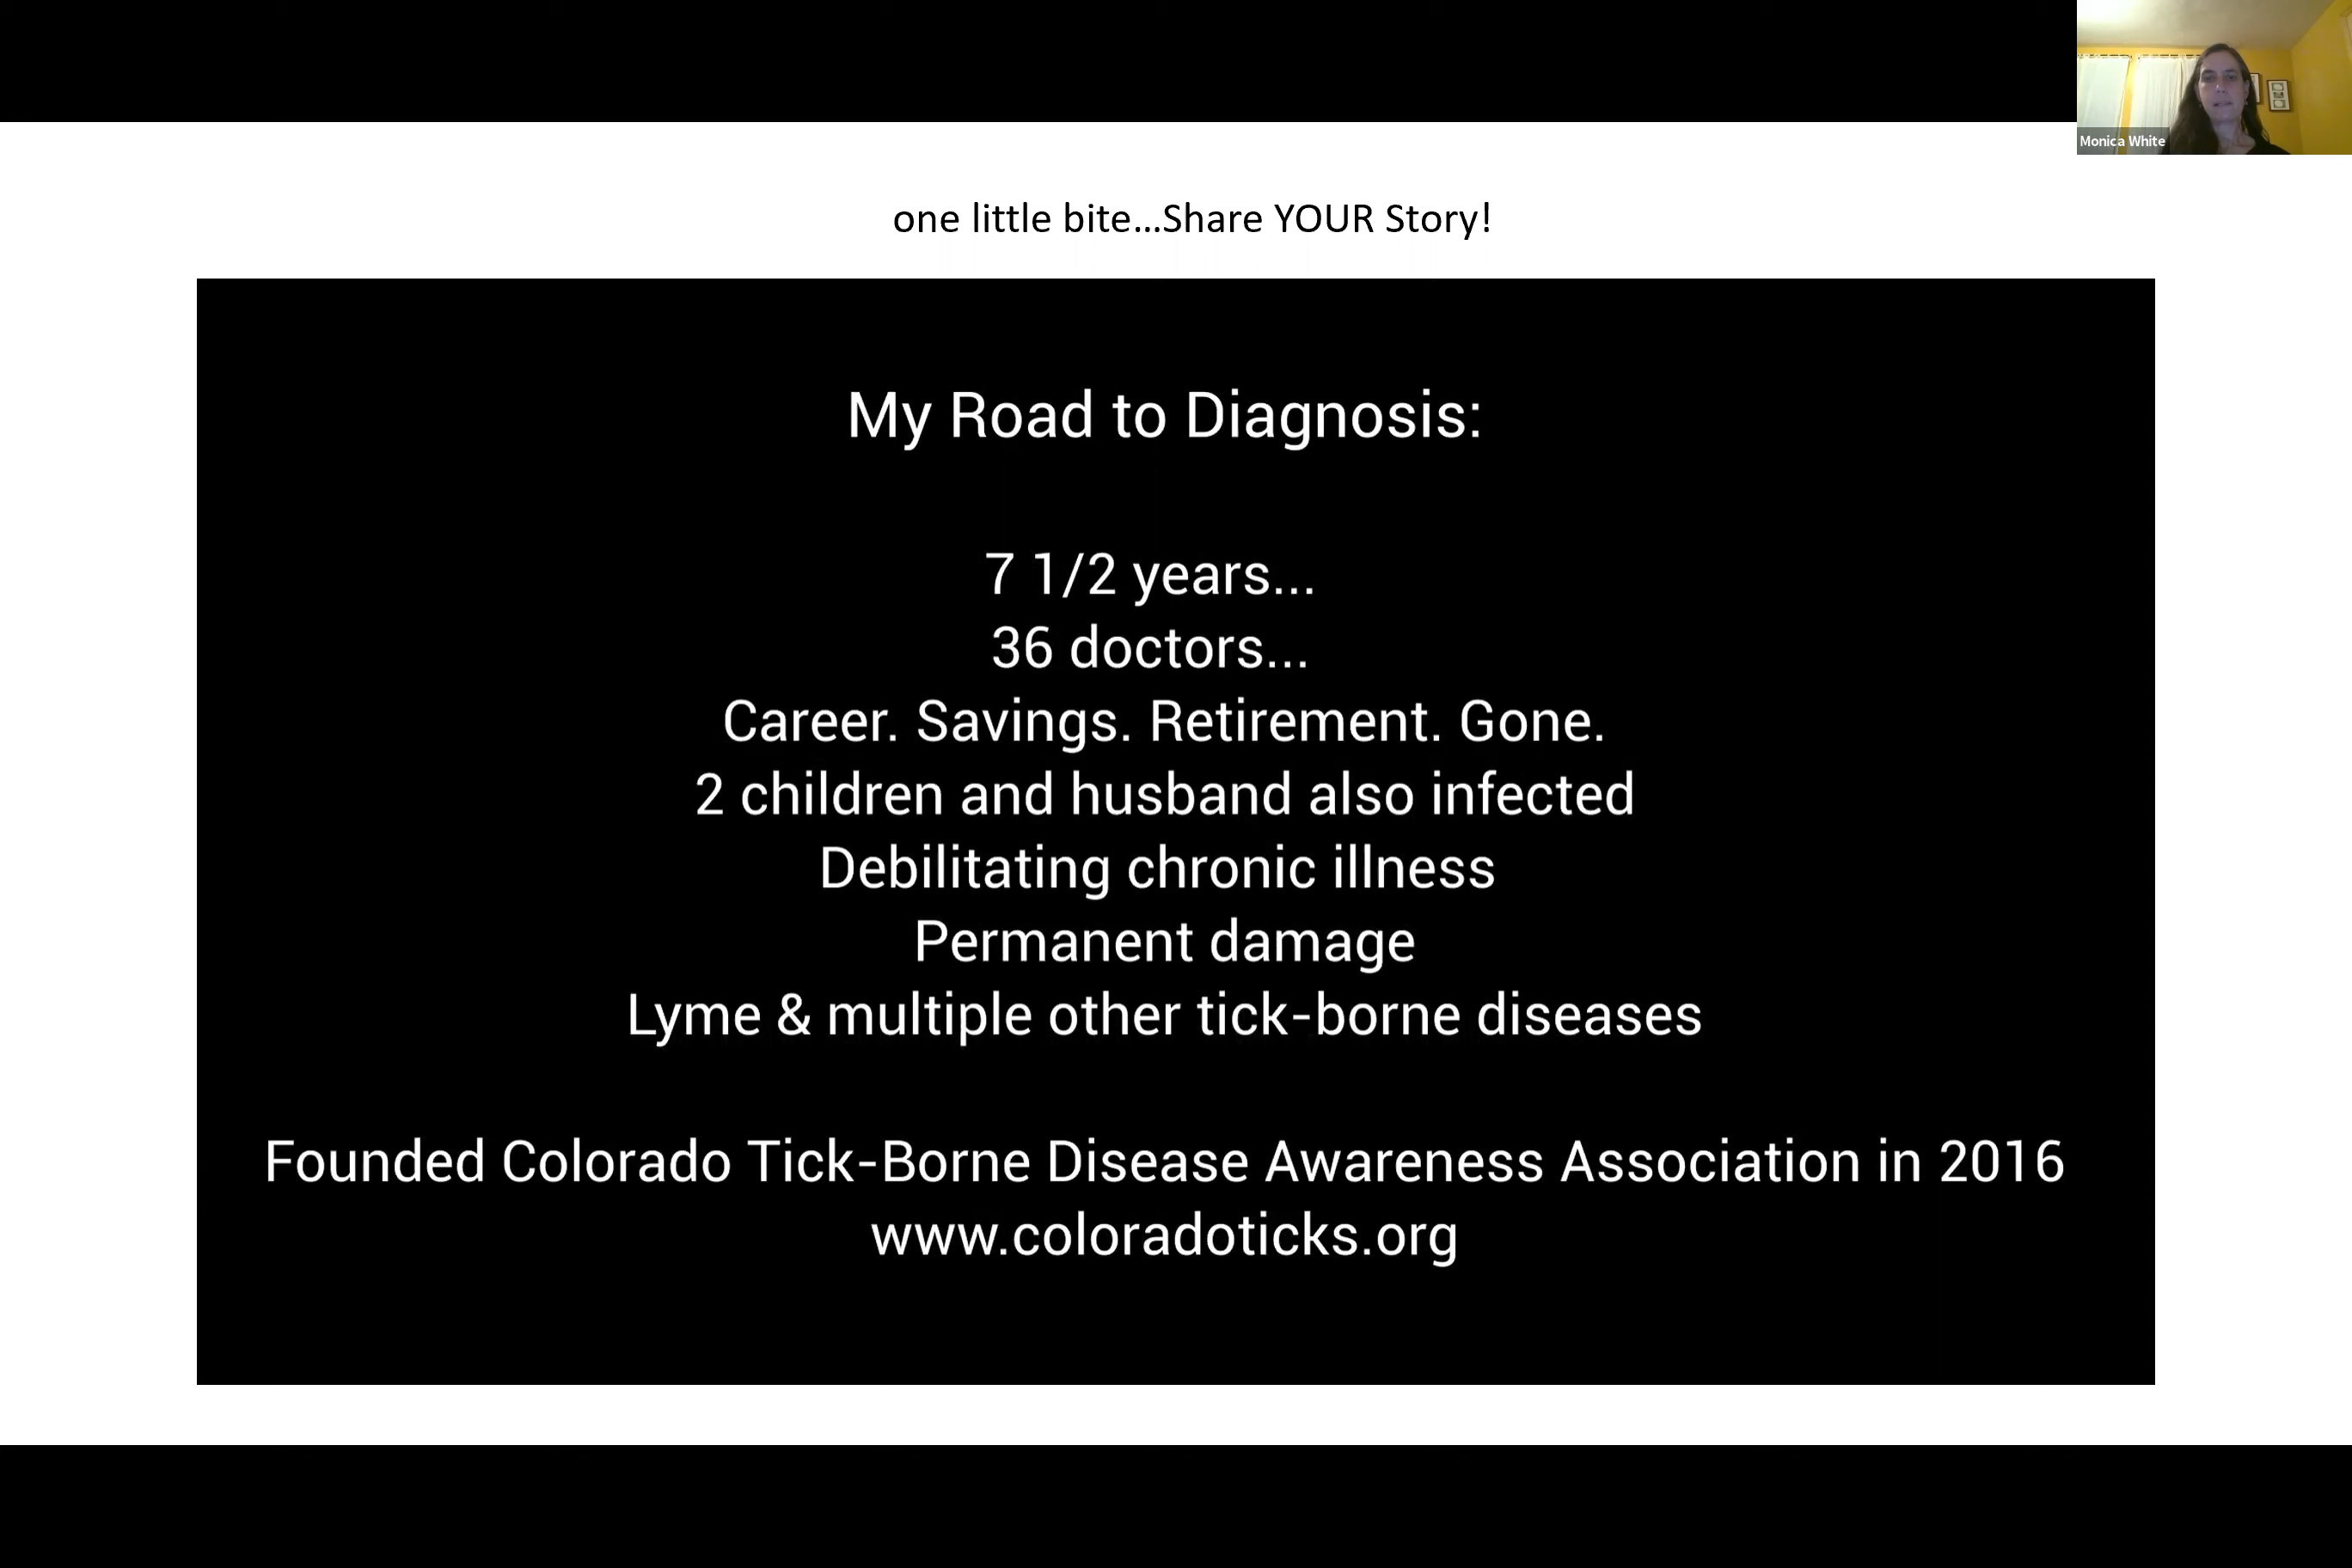 Monica White
one little bite...Share YOUR Story!
My Road to Diagnosis:
7 1/2 years...
36 doctors...
Career. Savings. Retirement. Gone.
2 children and husband also infected
Debilitating chronic illness
Permanent damage
Lyme & multiple other tick-borne diseases
Founded Colorado Tick-Borne Disease Awareness Association in 2016
www.coloradoticks.org